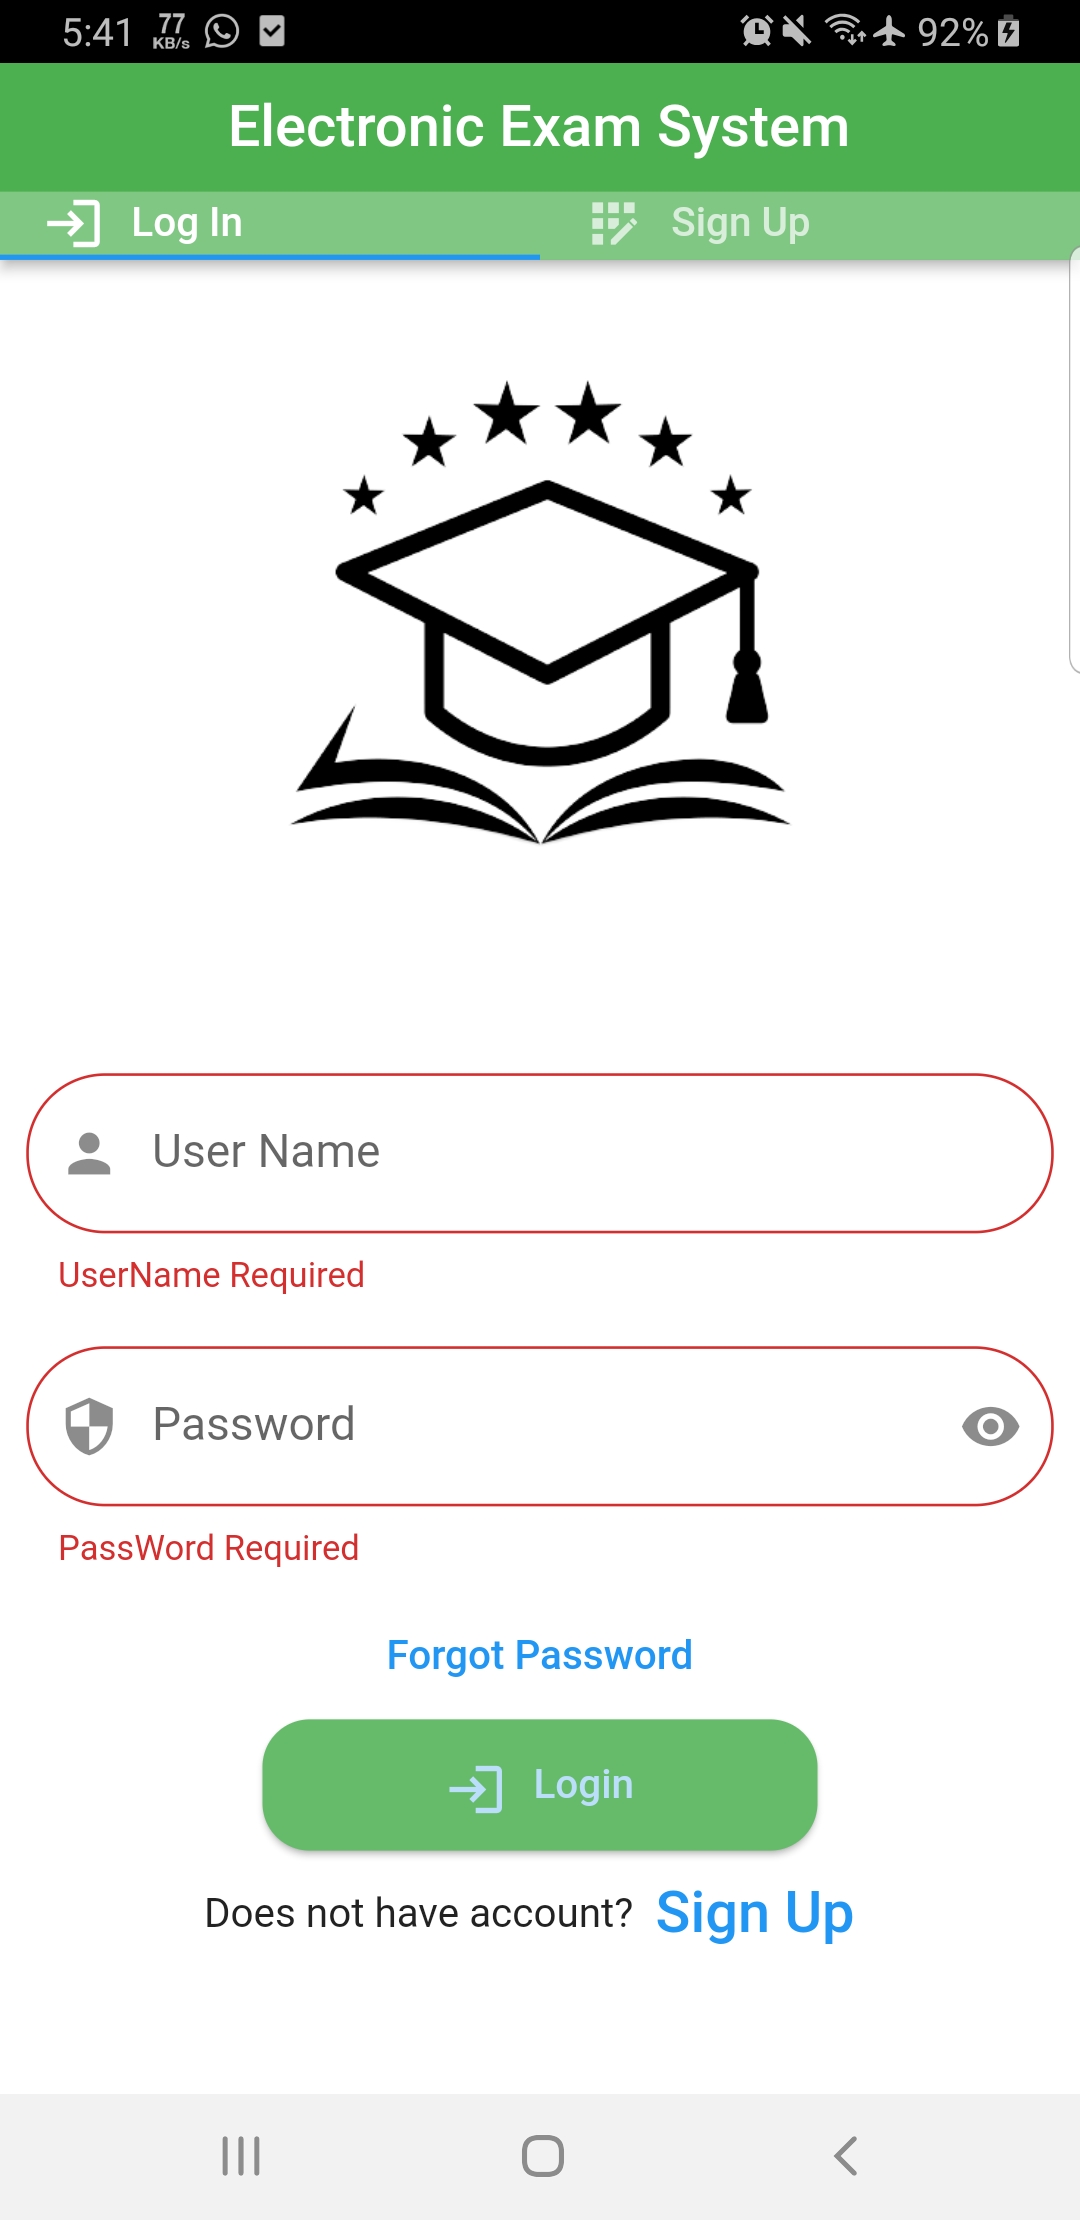 5:41 77 KB/s 92%
Electronic Exam System
Log In Sign Up
User Name
UserName Required
Password
PassWord Required
Forgot Password
Login
Does not have account? Sign Up